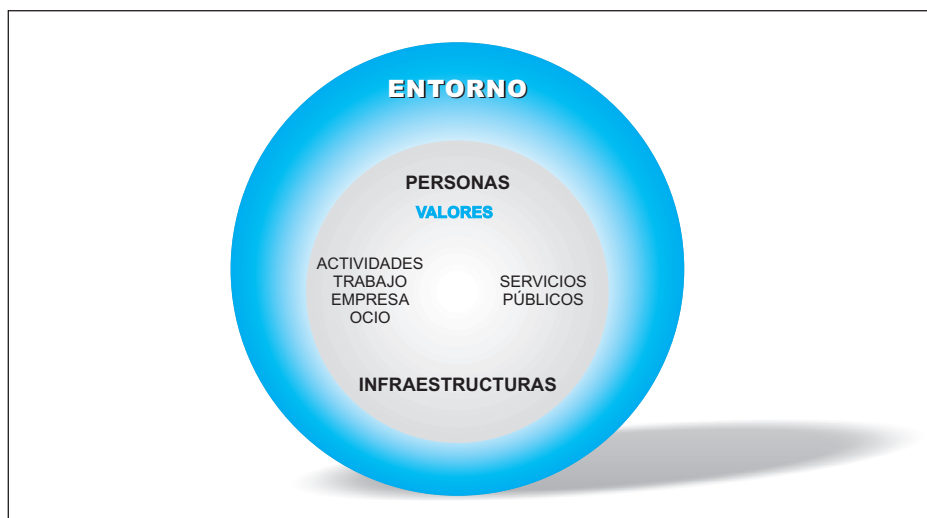 ENTORNO
PERSONAS
VALORES
ACTIVIDADES
TRABAJO
EMPRESA
OCIO
SERVICIOS
PÚBLICOS
INFRAESTRUCTURAS